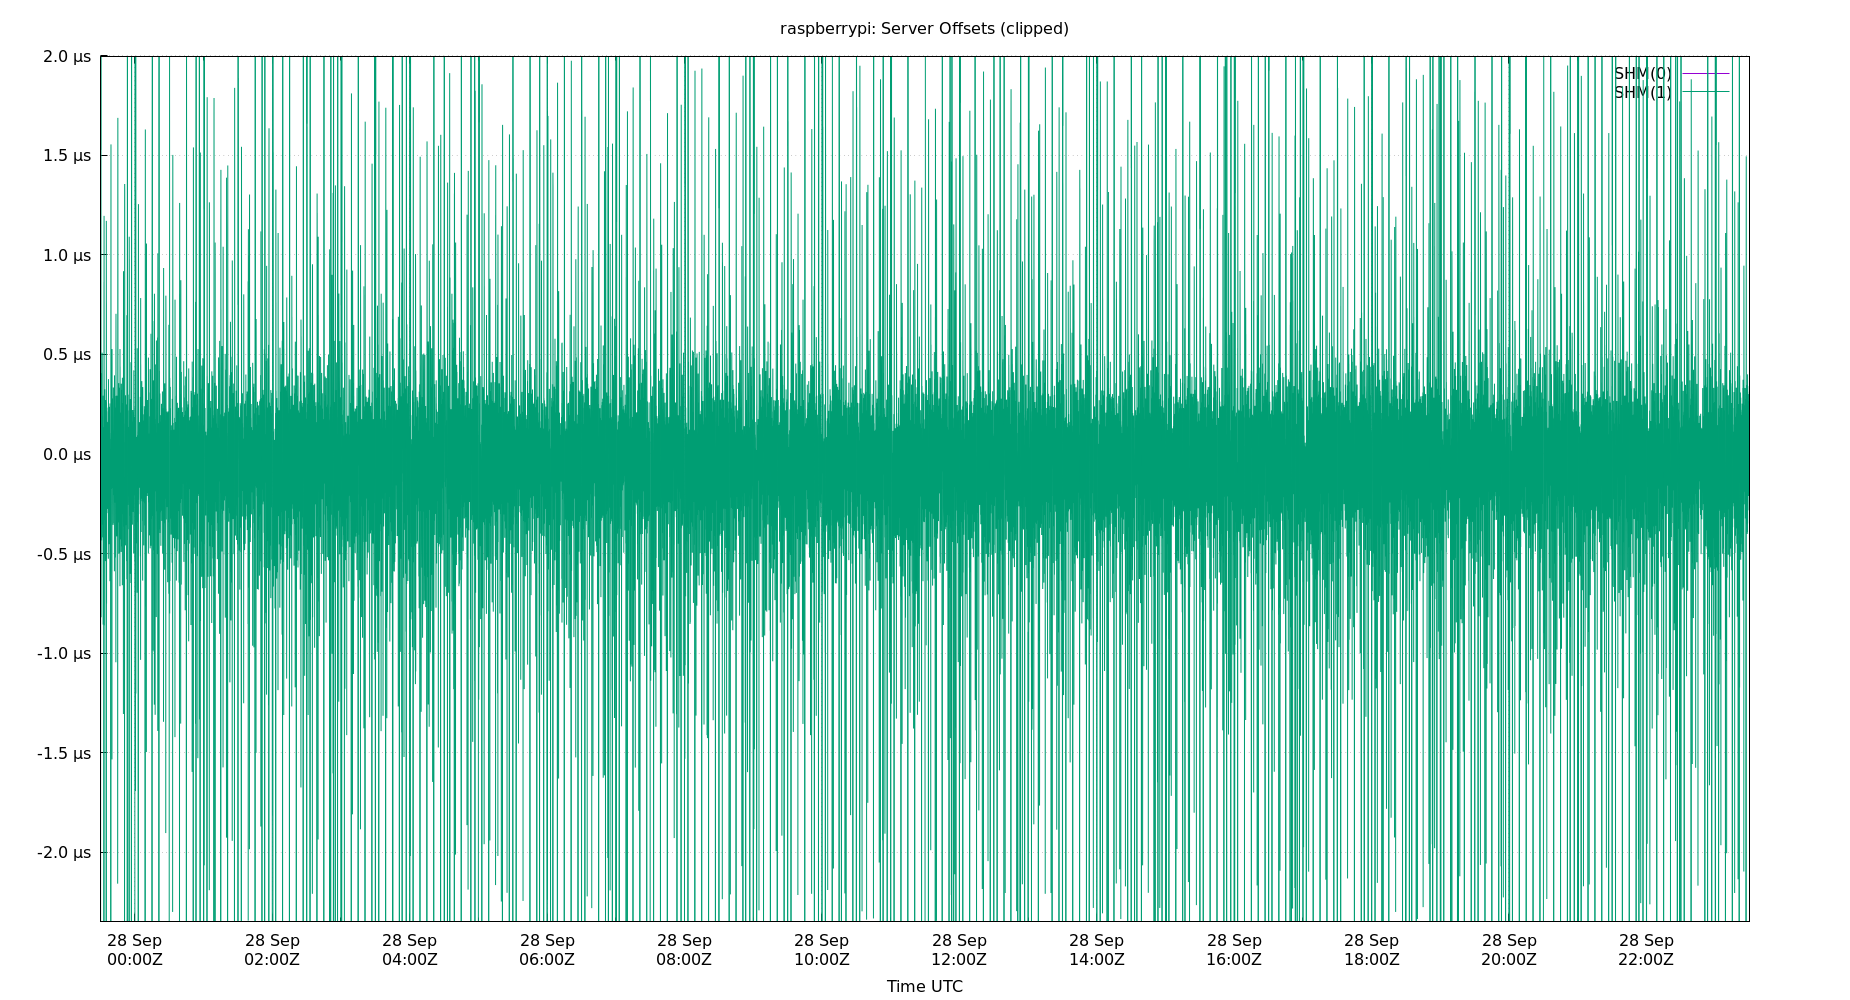 raspberrypi: Server Offsets (clipped)
2.0 µs
SHM(0)
SHM(1)
1.5 µs
1.0 µs
0.5 µs
0.0 µs
-0.5 µs
-1.0 µs
-1.5 µs
-2.0 µs
28 Sep 28 Sep 28 Sep 28 Sep 28 Sep 28 Sep 28 Sep 28 Sep 28 Sep 28 Sep 28 Sep 28 Sep
00:00Z 02:00Z 04:00Z 06:00Z 08:00Z 10:00Z 12:00Z 14:00Z 16:00Z 18:00Z 20:00Z 22:00Z
Time UTC